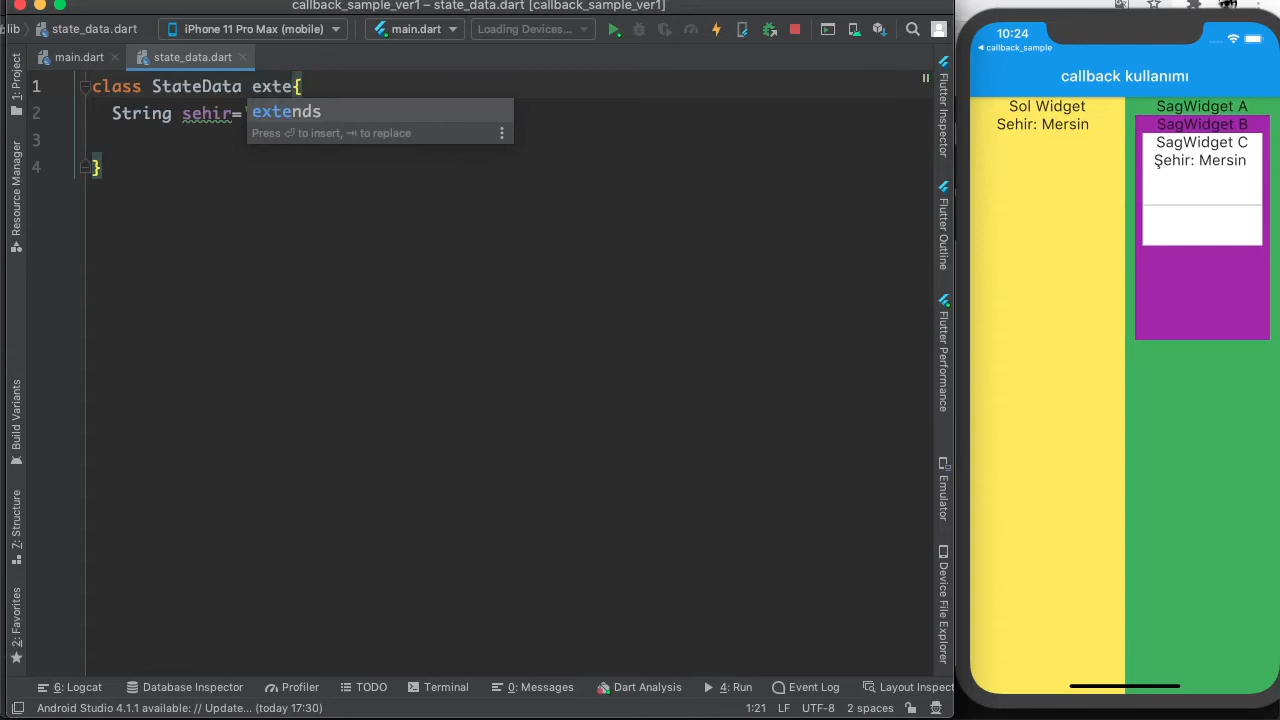 callback_sample_ver1 – state_data.dart [callback_sample_ver1]
lib
state_data.dart
iPhone 11 Pro Max (mobile)
main.dart
Loading Devices...
main.dart
state_data.dart
1 class StateData exte{
2 String sehir=
3
4 }
extends
Press ⏎ to insert, ⇥ to replace
1: Project
Resource Manager
Build Variants
Z: Structure
2: Favorites
Flutter Inspector
Flutter Outline
Flutter Performance
Emulator
Device File Explorer
6: Logcat
Database Inspector
Profiler
TODO
Terminal
0: Messages
Dart Analysis
4: Run
Event Log
Layout Inspect
Android Studio 4.1.1 available: // Update... (today 17:30)
1:21
LF
UTF-8
2 spaces
10:24
callback_sample
callback kullanımı
Sol Widget
Sehir: Mersin
SagWidget A
SagWidget B
SagWidget C
Şehir: Mersin